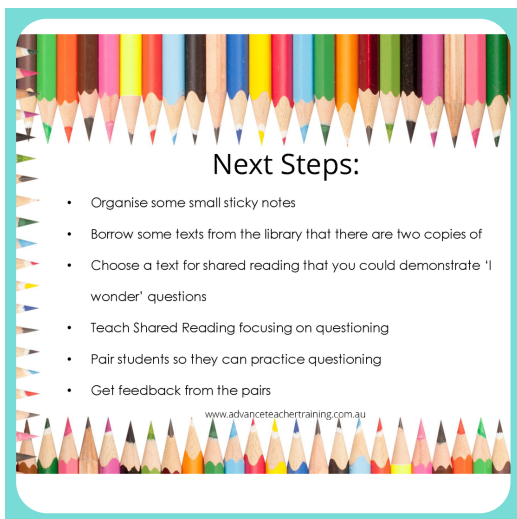 Next Steps:
• Organise some small sticky notes
• Borrow some texts from the library that there are two copies of
• Choose a text for shared reading that you could demonstrate ‘I
wonder’ questions
• Teach Shared Reading focusing on questioning
• Pair students so they can practice questioning
• Get feedback from the pairs
www.advanceteachertraining.com.au